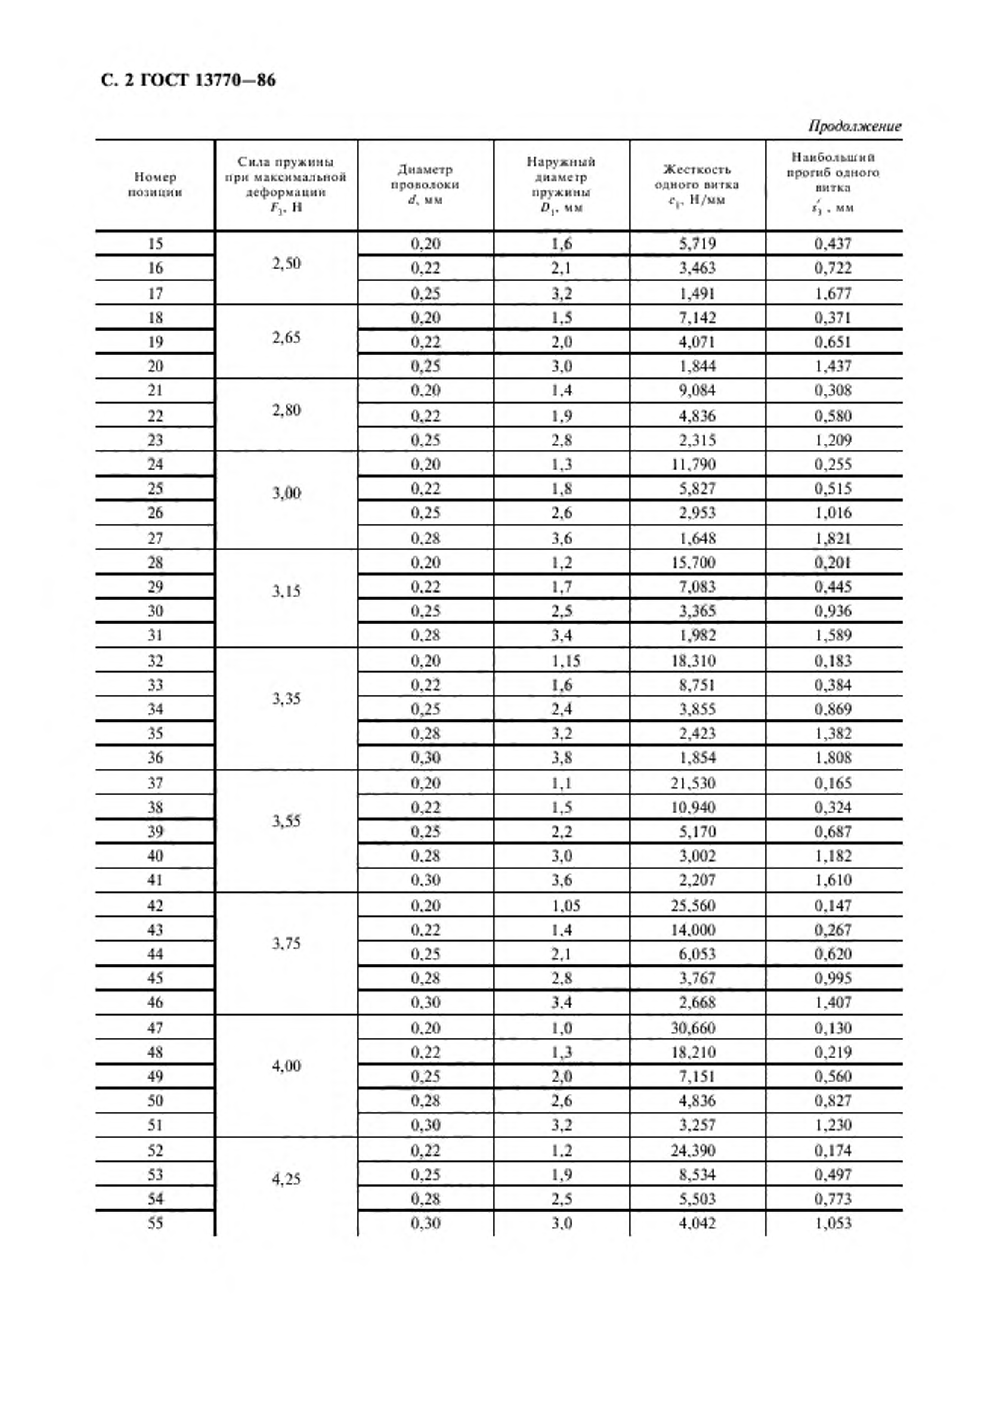 С. 2 ГОСТ 13770—86
Продолжение
Номер позиции
Сила пружины при максимальной деформации F₃, Н
Диаметр проволоки d, мм
Наружный диаметр пружины D₁, мм
Жесткость одного витка c₁, Н/мм
Наибольший прогиб одного витка s′₃, мм
15 2,50 0,20 1,6 5,719 0,437
16 0,22 2,1 3,463 0,722
17 0,25 3,2 1,491 1,677
18 2,65 0,20 1,5 7,142 0,371
19 0,22 2,0 4,071 0,651
20 0,25 3,0 1,844 1,437
21 2,80 0,20 1,4 9,084 0,308
22 0,22 1,9 4,836 0,580
23 0,25 2,8 2,315 1,209
24 3,00 0,20 1,3 11,790 0,255
25 0,22 1,8 5,827 0,515
26 0,25 2,6 2,953 1,016
27 0,28 3,6 1,648 1,821
28 3,15 0,20 1,2 15,700 0,201
29 0,22 1,7 7,083 0,445
30 0,25 2,5 3,365 0,936
31 0,28 3,4 1,982 1,589
32 3,35 0,20 1,15 18,310 0,183
33 0,22 1,6 8,751 0,384
34 0,25 2,4 3,855 0,869
35 0,28 3,2 2,423 1,382
36 0,30 3,8 1,854 1,808
37 3,55 0,20 1,1 21,530 0,165
38 0,22 1,5 10,940 0,324
39 0,25 2,2 5,170 0,687
40 0,28 3,0 3,002 1,182
41 0,30 3,6 2,207 1,610
42 3,75 0,20 1,05 25,560 0,147
43 0,22 1,4 14,000 0,267
44 0,25 2,1 6,053 0,620
45 0,28 2,8 3,767 0,995
46 0,30 3,4 2,668 1,407
47 4,00 0,20 1,0 30,660 0,130
48 0,22 1,3 18,210 0,219
49 0,25 2,0 7,151 0,560
50 0,28 2,6 4,836 0,827
51 0,30 3,2 3,257 1,230
52 4,25 0,22 1,2 24,390 0,174
53 0,25 1,9 8,534 0,497
54 0,28 2,5 5,503 0,773
55 0,30 3,0 4,042 1,053